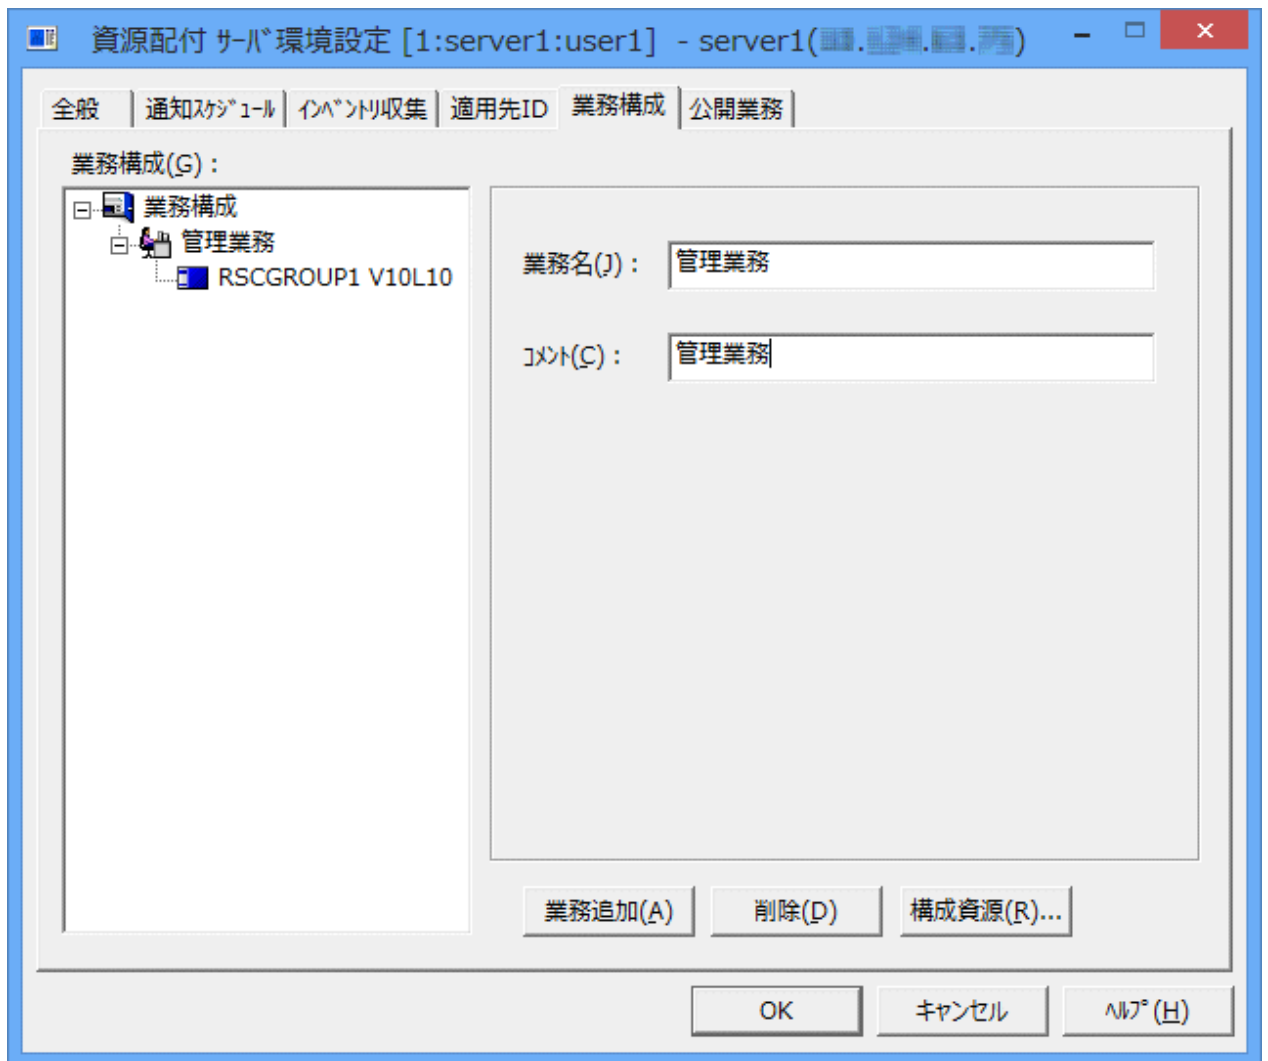 資源配付 ｻｰﾊﾞ環境設定 [1:server1:user1] - server1(
全般 通知ｽｹｼﾞｭｰﾙ ｲﾝﾍﾞﾝﾄﾘ収集 適用先ID 業務構成 公開業務
業務構成(G)：
業務構成
管理業務
RSCGROUP1 V10L10
業務名(J)： 管理業務
ｺﾒﾝﾄ(C)： 管理業務
業務追加(A) 削除(D) 構成資源(R)...
OK キャンセル ﾍﾙﾌﾟ(H)